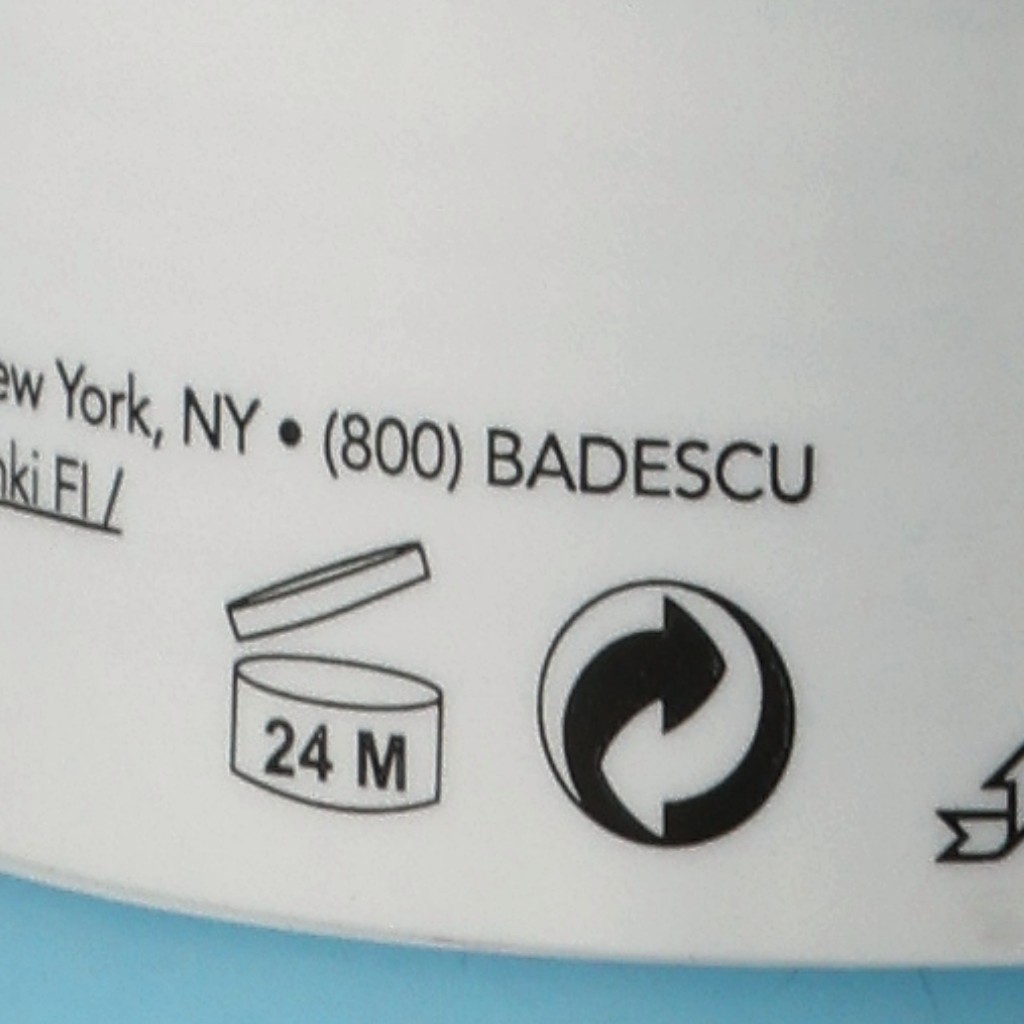 ew York, NY • (800) BADESCU
nki FI /
24 M